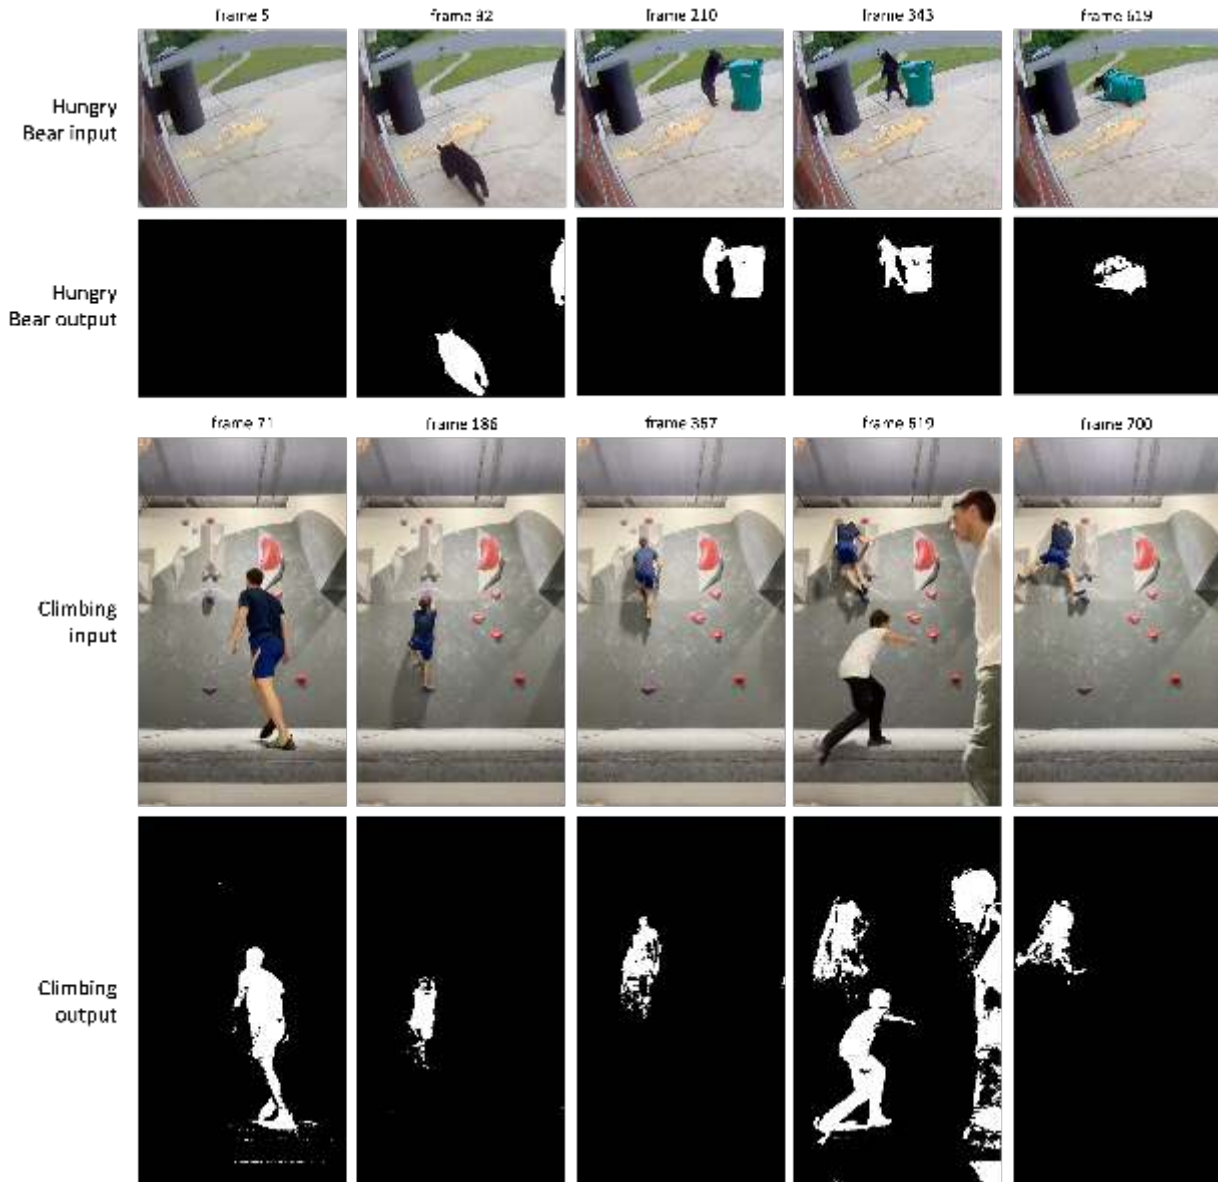 frame 5 frame 92 frame 210 frame 343 frame 619
Hungry
Bear input
Hungry
Bear output
frame 71 frame 186 frame 367 frame 519 frame 700
Climbing
input
Climbing
output